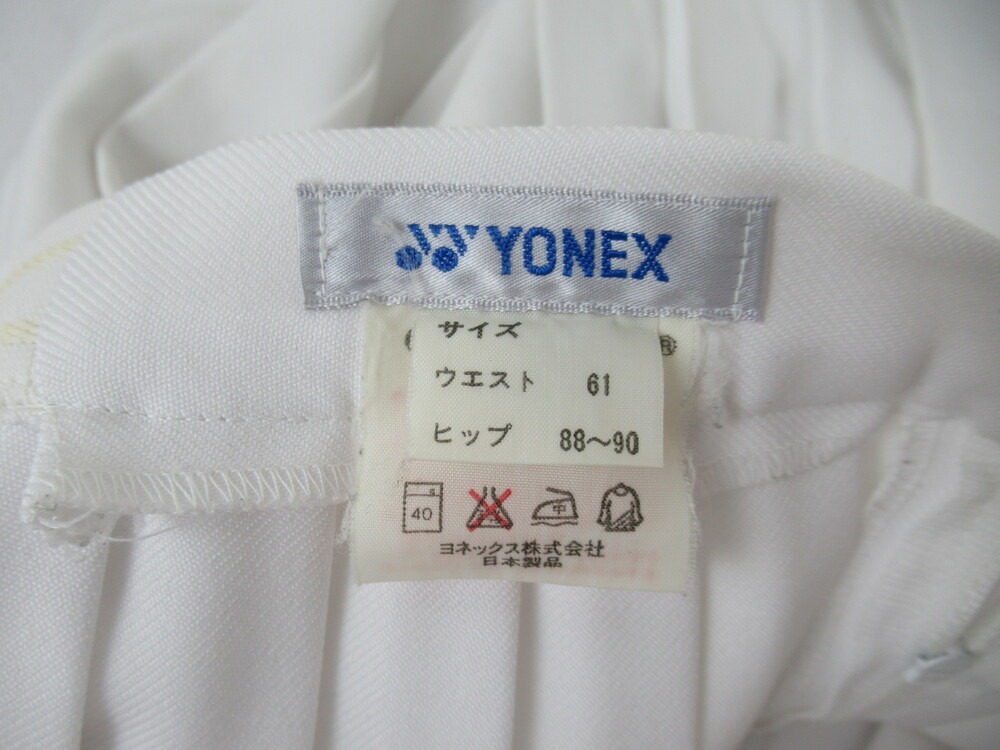 YONEX
サイズ
®
ウエスト 61
ヒップ 88～90
40 中
ヨネックス株式会社
日本製品